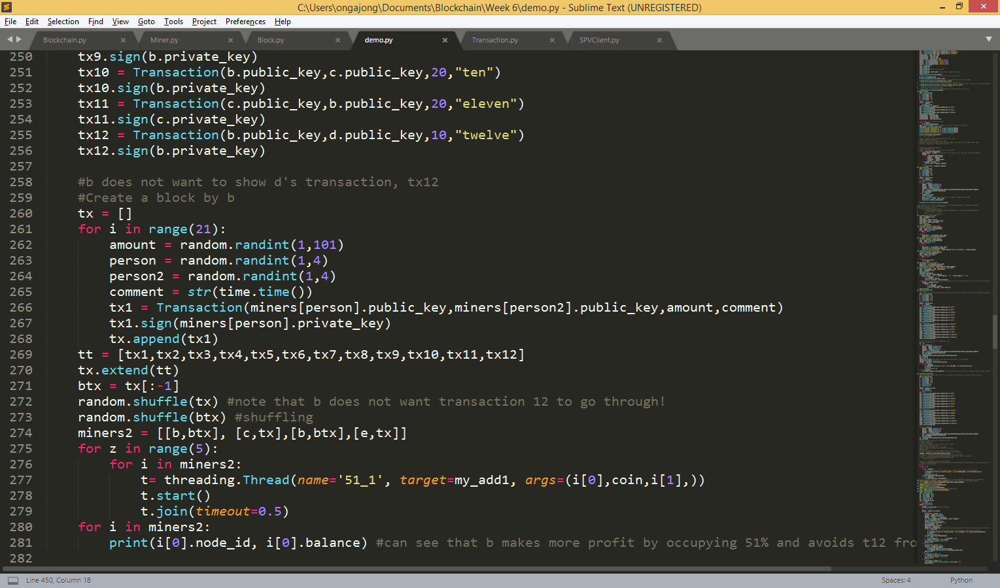 C:\Users\ongajong\Documents\Blockchain\Week 6\demo.py - Sublime Text (UNREGISTERED)
File Edit Selection Find View Goto Tools Project Preferences Help
Blockchain.py Miner.py Block.py demo.py Transaction.py SPVClient.py
250 tx9.sign(b.private_key)
251 tx10 = Transaction(b.public_key,c.public_key,20,"ten")
252 tx10.sign(b.private_key)
253 tx11 = Transaction(c.public_key,b.public_key,20,"eleven")
254 tx11.sign(c.private_key)
255 tx12 = Transaction(b.public_key,d.public_key,10,"twelve")
256 tx12.sign(b.private_key)
257
258 #b does not want to show d's transaction, tx12
259 #Create a block by b
260 tx = []
261 for i in range(21):
262 amount = random.randint(1,101)
263 person = random.randint(1,4)
264 person2 = random.randint(1,4)
265 comment = str(time.time())
266 tx1 = Transaction(miners[person].public_key,miners[person2].public_key,amount,comment)
267 tx1.sign(miners[person].private_key)
268 tx.append(tx1)
269 tt = [tx1,tx2,tx3,tx4,tx5,tx6,tx7,tx8,tx9,tx10,tx11,tx12]
270 tx.extend(tt)
271 btx = tx[:-1]
272 random.shuffle(tx) #note that b does not want transaction 12 to go through!
273 random.shuffle(btx) #shuffling
274 miners2 = [[b,btx], [c,tx],[b,btx],[e,tx]]
275 for z in range(5):
276 for i in miners2:
277 t= threading.Thread(name='51_1', target=my_add1, args=(i[0],coin,i[1],))
278 t.start()
279 t.join(timeout=0.5)
280 for i in miners2:
281 print(i[0].node_id, i[0].balance) #can see that b makes more profit by occupying 51% and avoids t12 fro
282
Line 450, Column 18 Spaces: 4 Python